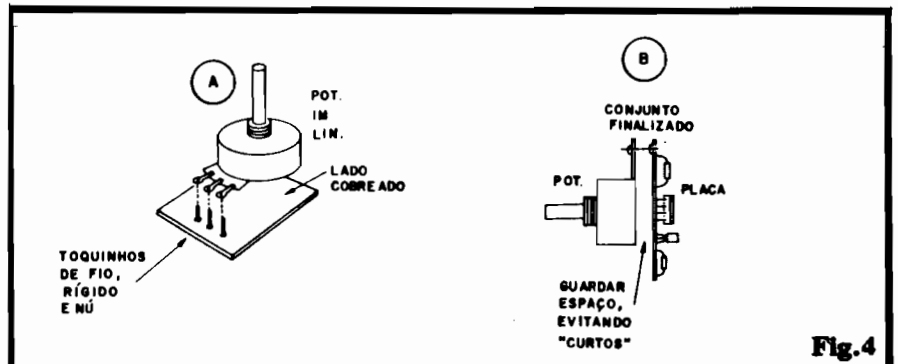 A
POT.
1M
LIN.
LADO
COBREADO
TOQUINHOS
DE FIO,
RÍGIDO
E NÚ
B
CONJUNTO
FINALIZADO
POT.
PLACA
GUARDAR
ESPAÇO,
EVITANDO
"CURTOS"
Fig.4